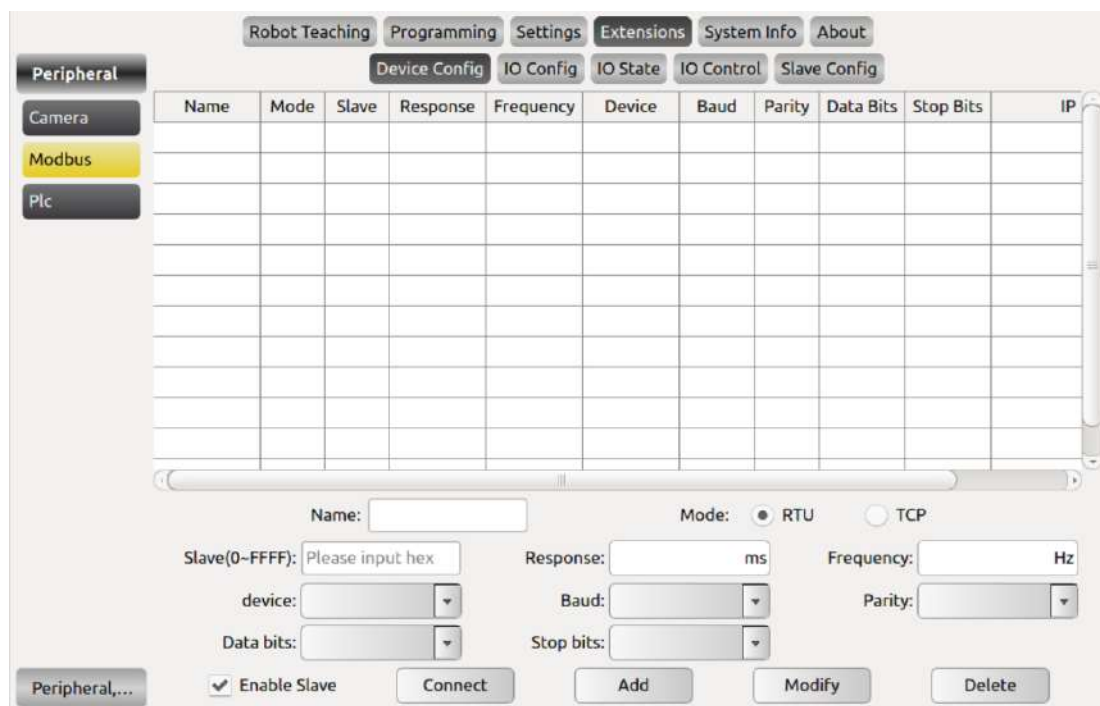 Robot Teaching Programming Settings Extensions System Info About
Peripheral Device Config IO Config IO State IO Control Slave Config
Name Mode Slave Response Frequency Device Baud Parity Data Bits Stop Bits IP
Camera
Modbus
Plc
Name: Mode: RTU TCP
Slave(0~FFFF): Please input hex Response: ms Frequency: Hz
device: Baud: Parity:
Data bits: Stop bits:
Peripheral,... Enable Slave Connect Add Modify Delete